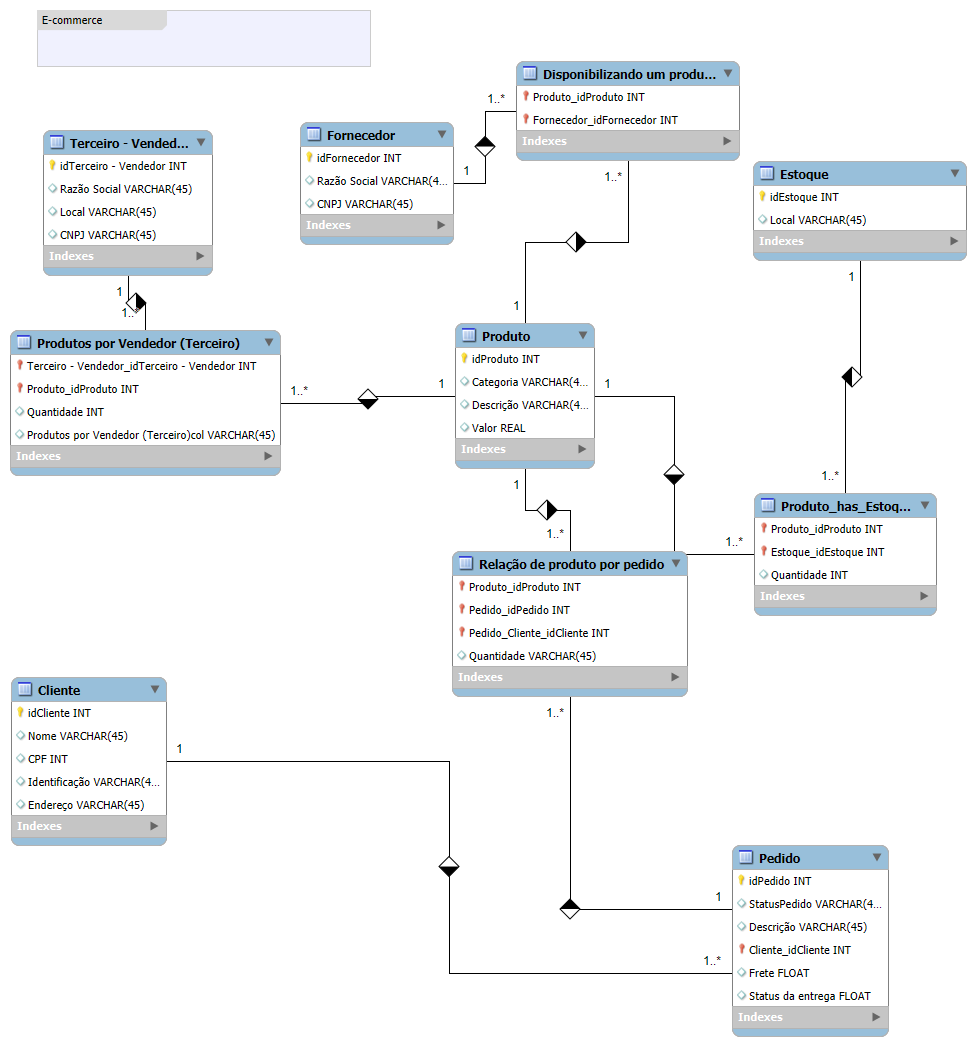 E-commerce
Disponibilizando um produ...
Produto_idProduto INT
Fornecedor_idFornecedor INT
Indexes
1..*
1
1..*
Fornecedor
idFornecedor INT
Razão Social VARCHAR(4...
CNPJ VARCHAR(45)
Indexes
Terceiro - Vended...
idTerceiro - Vendedor INT
Razão Social VARCHAR(45)
Local VARCHAR(45)
CNPJ VARCHAR(45)
Indexes
1
1..*
Estoque
idEstoque INT
Local VARCHAR(45)
Indexes
1
1..*
Produtos por Vendedor (Terceiro)
Terceiro - Vendedor_idTerceiro - Vendedor INT
Produto_idProduto INT
Quantidade INT
Produtos por Vendedor (Terceiro)col VARCHAR(45)
Indexes
1..*
1
1
Produto
idProduto INT
Categoria VARCHAR(4...
Descrição VARCHAR(4...
Valor REAL
Indexes
1
1
1..*
1..*
Produto_has_Estoq...
Produto_idProduto INT
Estoque_idEstoque INT
Quantidade INT
Indexes
Relação de produto por pedido
Produto_idProduto INT
Pedido_idPedido INT
Pedido_Cliente_idCliente INT
Quantidade VARCHAR(45)
Indexes
1..*
Cliente
idCliente INT
Nome VARCHAR(45)
CPF INT
Identificação VARCHAR(4...
Endereço VARCHAR(45)
Indexes
1
1
1..*
Pedido
idPedido INT
StatusPedido VARCHAR(4...
Descrição VARCHAR(45)
Cliente_idCliente INT
Frete FLOAT
Status da entrega FLOAT
Indexes